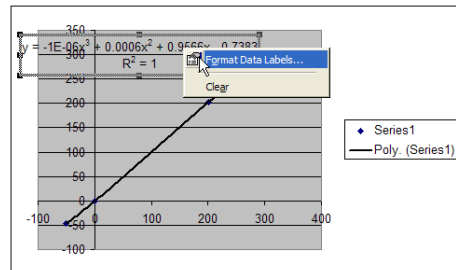 y = -1E-06x³ + 0.0006x² + 0.9566x - 0.7383
R² = 1
Format Data Labels...
Clear
350
300
250
200
150
100
50
0
-50
-100
-100 0 100 200 300 400
Series1
Poly. (Series1)